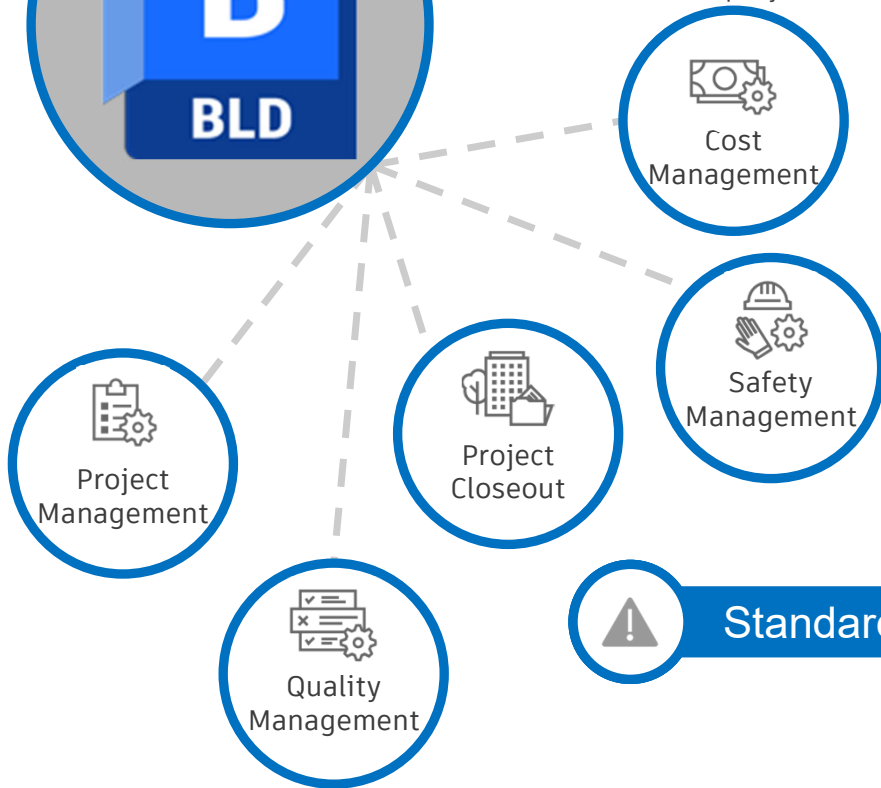 B
BLD
Cost
Management
Safety
Management
Project
Closeout
Project
Management
Quality
Management